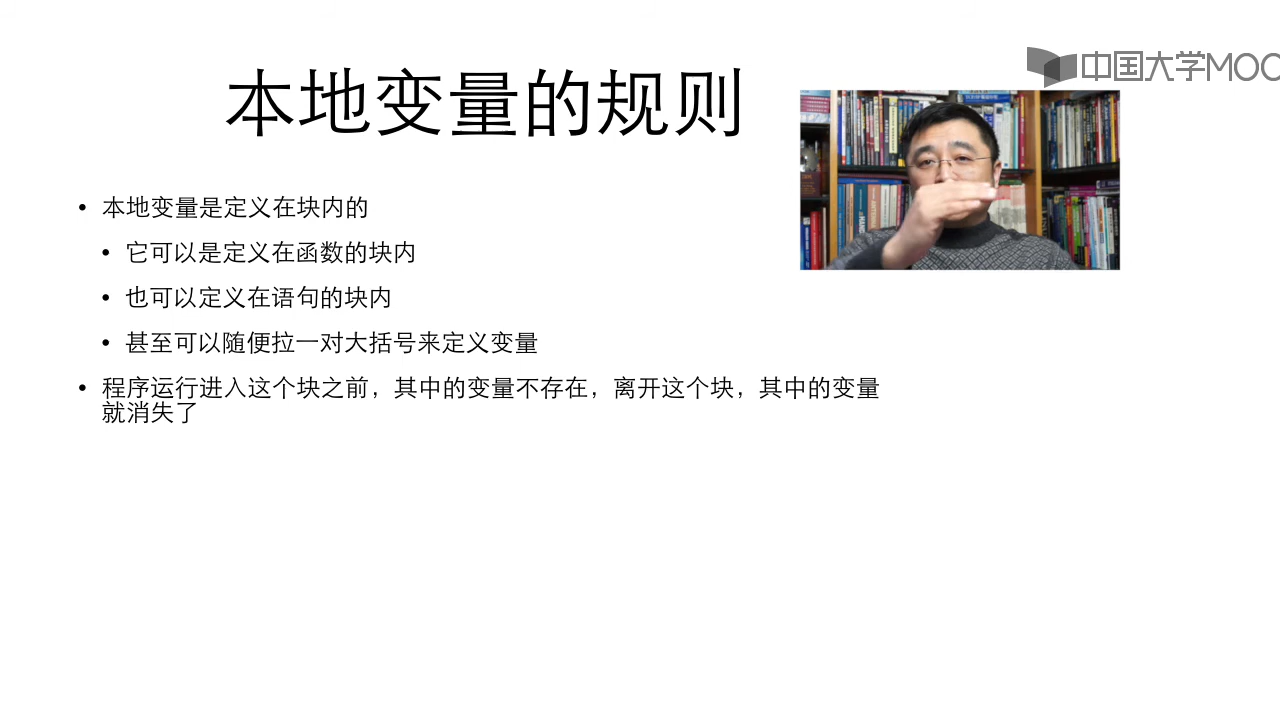 中国大学MOO
本地变量的规则
• 本地变量是定义在块内的
• 它可以是定义在函数的块内
• 也可以定义在语句的块内
• 甚至可以随便拉一对大括号来定义变量
• 程序运行进入这个块之前，其中的变量不存在，离开这个块，其中的变量
就消失了